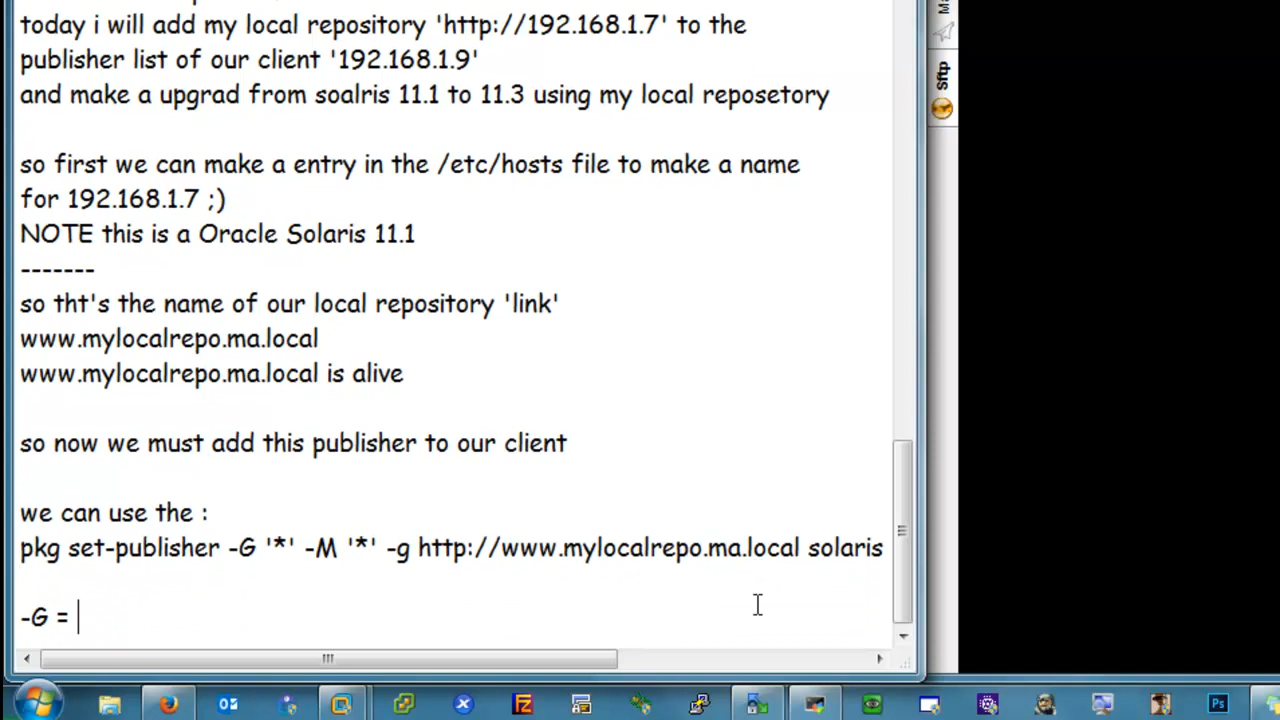 today i will add my local repository 'http://192.168.1.7' to the
publisher list of our client '192.168.1.9'
and make a upgrad from soalris 11.1 to 11.3 using my local reposetory
so first we can make a entry in the /etc/hosts file to make a name
for 192.168.1.7 ;)
NOTE this is a Oracle Solaris 11.1
-------
so tht's the name of our local repository 'link'
www.mylocalrepo.ma.local
www.mylocalrepo.ma.local is alive
so now we must add this publisher to our client
we can use the :
pkg set-publisher -G '*' -M '*' -g http://www.mylocalrepo.ma.local solaris
-G =
Ma
Sftp
Ps